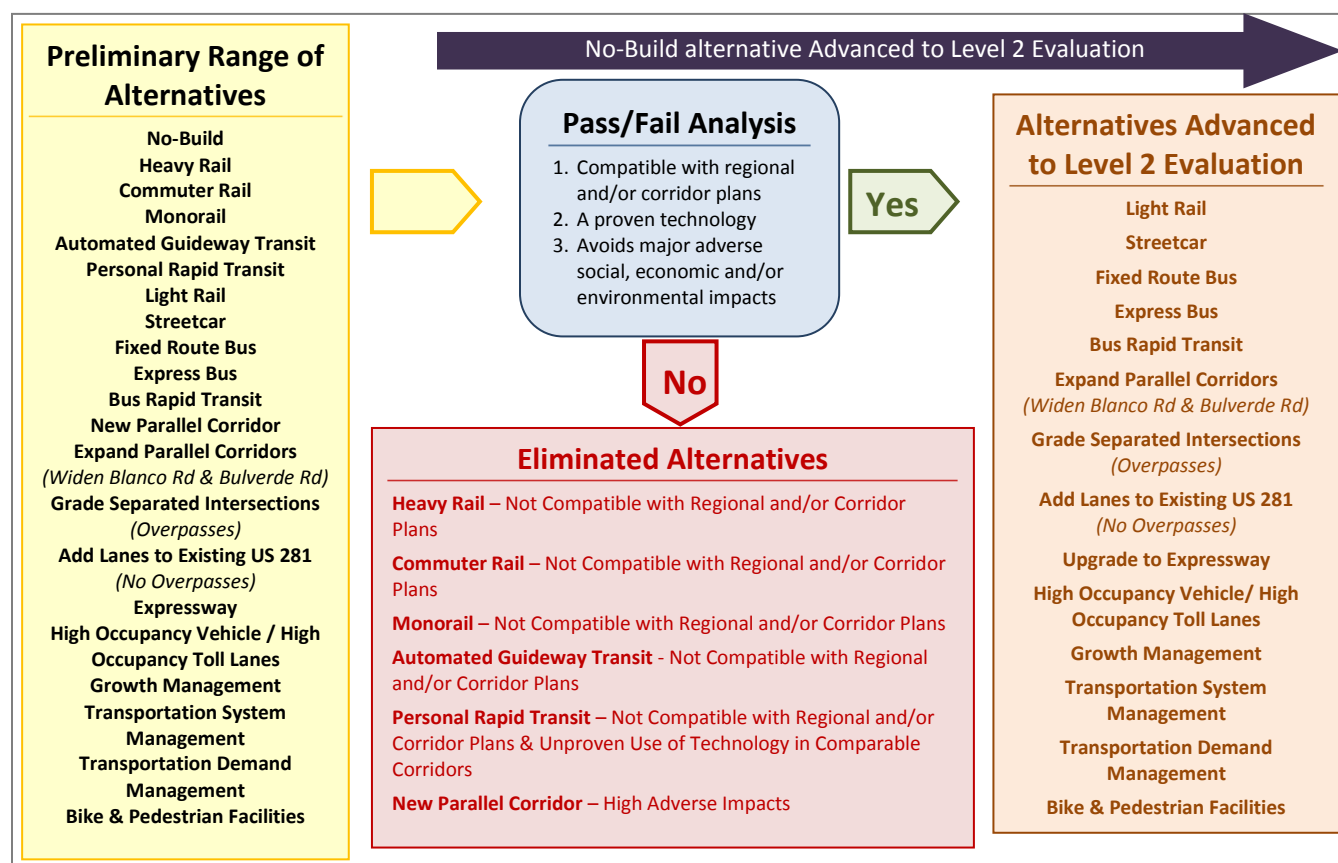 Preliminary Range of
Alternatives
No-Build
Heavy Rail
Commuter Rail
Monorail
Automated Guideway Transit
Personal Rapid Transit
Light Rail
Streetcar
Fixed Route Bus
Express Bus
Bus Rapid Transit
New Parallel Corridor
Expand Parallel Corridors
(Widen Blanco Rd & Bulverde Rd)
Grade Separated Intersections
(Overpasses)
Add Lanes to Existing US 281
(No Overpasses)
Expressway
High Occupancy Vehicle / High
Occupancy Toll Lanes
Growth Management
Transportation System
Management
Transportation Demand
Management
Bike & Pedestrian Facilities
No-Build alternative Advanced to Level 2 Evaluation
Pass/Fail Analysis
1. Compatible with regional
and/or corridor plans
2. A proven technology
3. Avoids major adverse
social, economic and/or
environmental impacts
Yes
No
Eliminated Alternatives
Heavy Rail – Not Compatible with Regional and/or Corridor
Plans
Commuter Rail – Not Compatible with Regional and/or Corridor
Plans
Monorail – Not Compatible with Regional and/or Corridor Plans
Automated Guideway Transit - Not Compatible with Regional
and/or Corridor Plans
Personal Rapid Transit – Not Compatible with Regional and/or
Corridor Plans & Unproven Use of Technology in Comparable
Corridors
New Parallel Corridor – High Adverse Impacts
Alternatives Advanced
to Level 2 Evaluation
Light Rail
Streetcar
Fixed Route Bus
Express Bus
Bus Rapid Transit
Expand Parallel Corridors
(Widen Blanco Rd & Bulverde Rd)
Grade Separated Intersections
(Overpasses)
Add Lanes to Existing US 281
(No Overpasses)
Upgrade to Expressway
High Occupancy Vehicle/ High
Occupancy Toll Lanes
Growth Management
Transportation System
Management
Transportation Demand
Management
Bike & Pedestrian Facilities